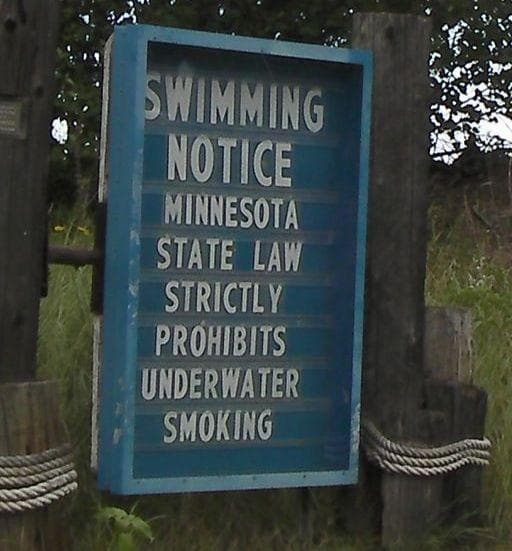 SWIMMING
NOTICE
MINNESOTA
STATE LAW
STRICTLY
PROHIBITS
UNDERWATER
SMOKING